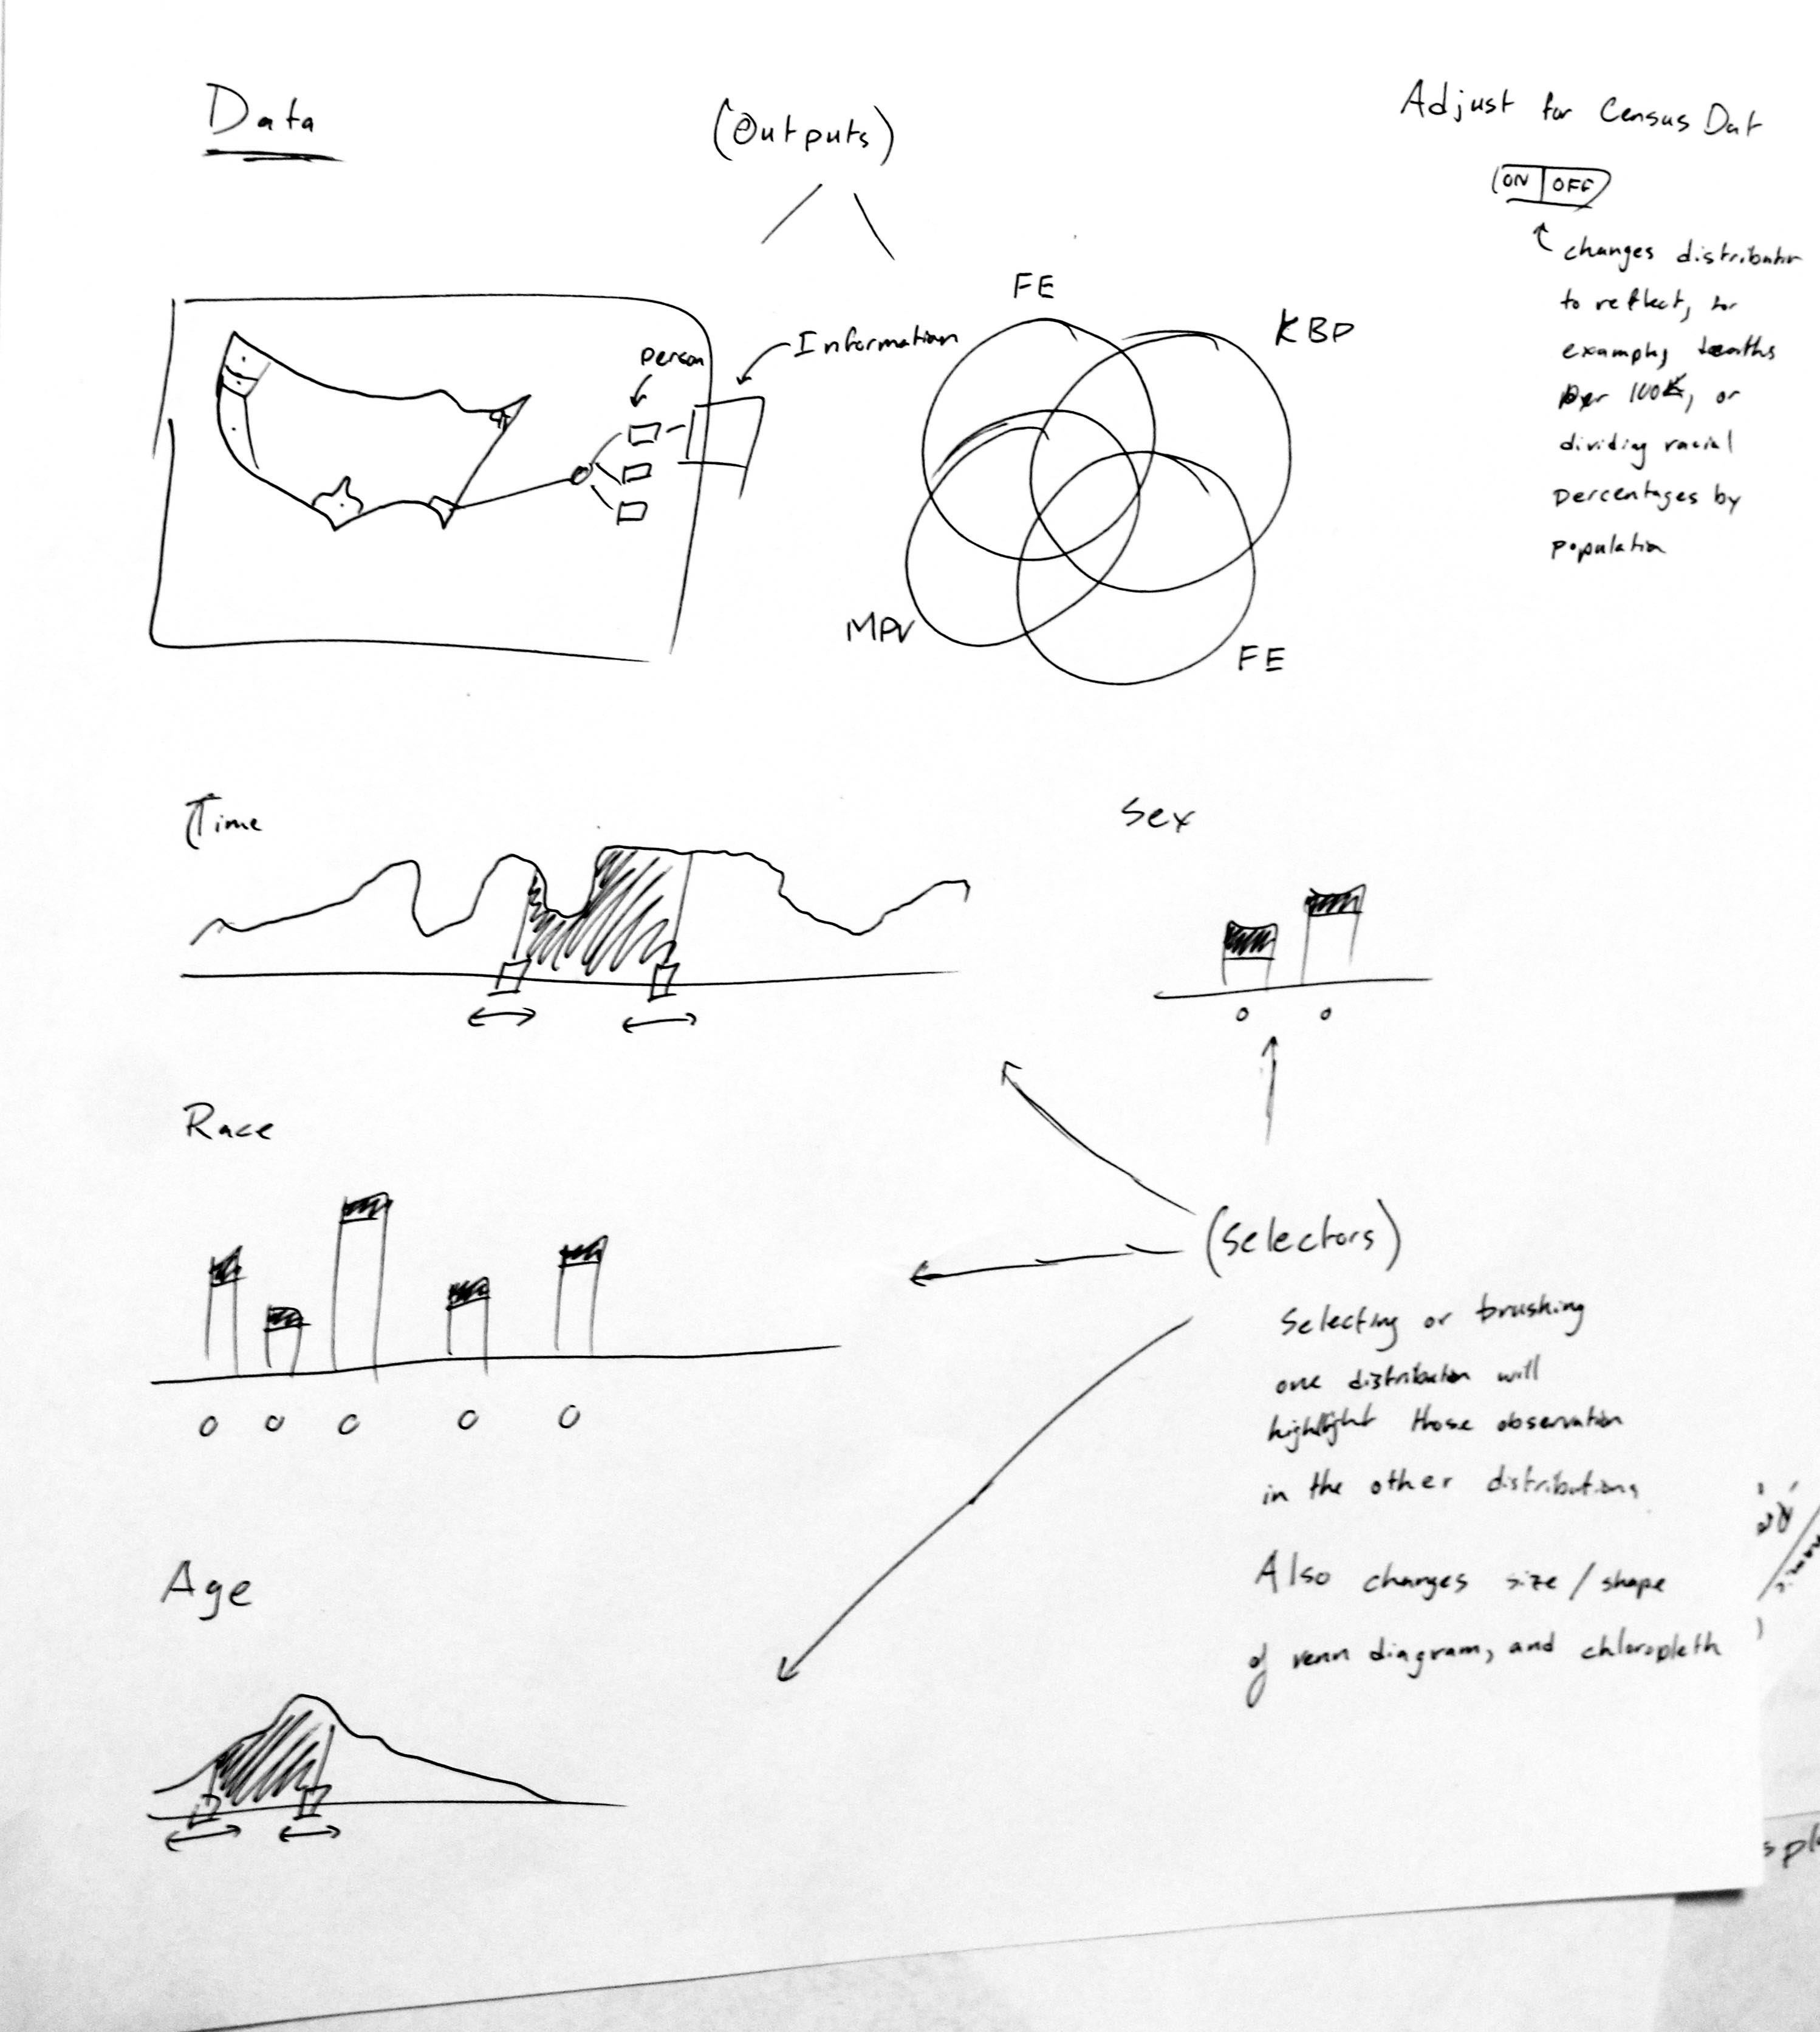 Data
(Outputs)
Adjust for Census Dat
ON OFF
changes distribution
to reflect, for
example, deaths
per 100K, or
dividing racial
percentages by
population
person
Information
FE
KBP
MPV
FE
Time
Sex
Race
(Selectors)
Selecting or brushing
one distribution will
highlight those observation
in the other distributions
Also changes size / shape
of venn diagram, and chloropleth
Age